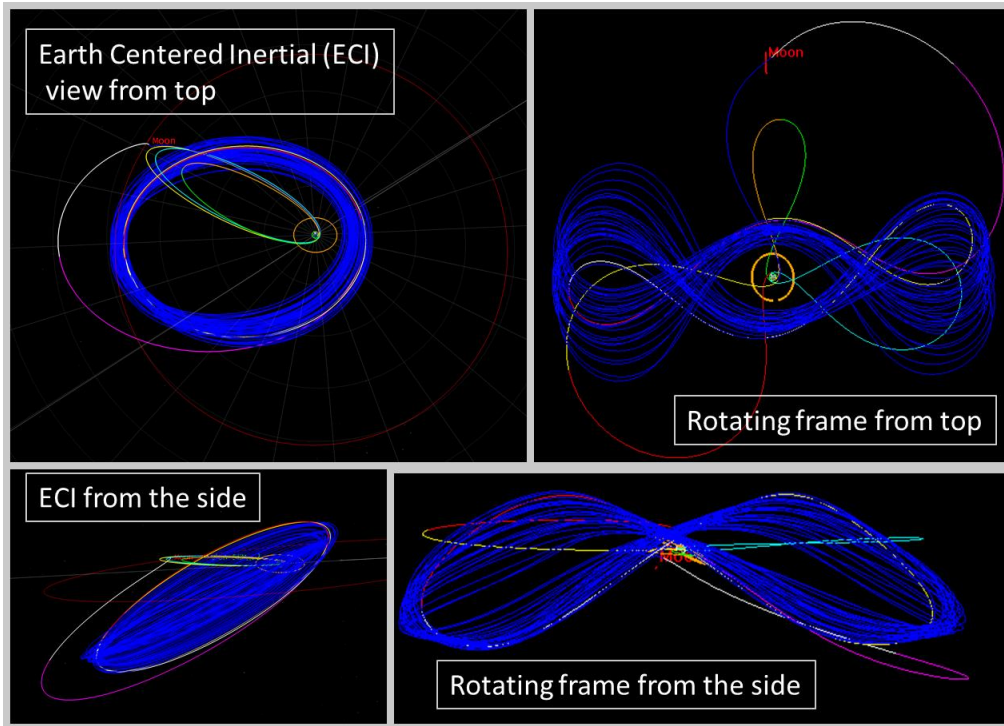 Earth Centered Inertial (ECI)
view from top
Moon
Moon
Rotating frame from top
ECI from the side
Moon
Rotating frame from the side